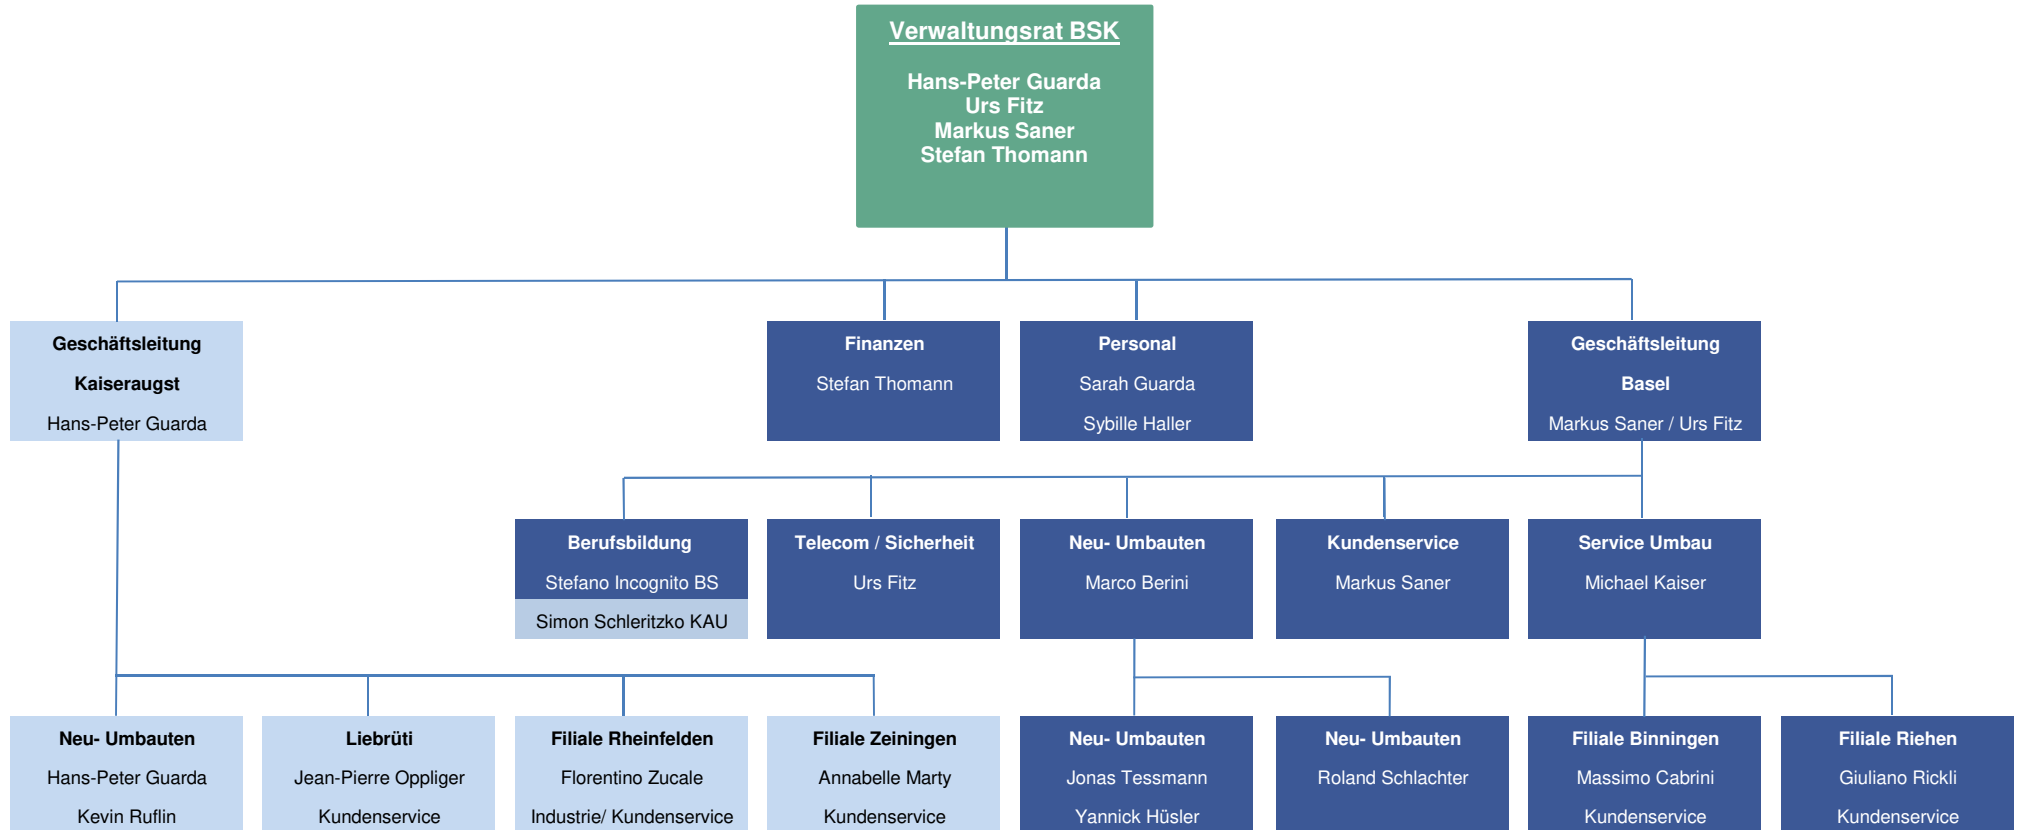 Verwaltungsrat BSK
Hans-Peter Guarda
Urs Fitz
Markus Saner
Stefan Thomann
Geschäftsleitung
Kaiseraugst
Hans-Peter Guarda
Finanzen
Stefan Thomann
Personal
Sarah Guarda
Sybille Haller
Geschäftsleitung
Basel
Markus Saner / Urs Fitz
Berufsbildung
Stefano Incognito BS
Simon Schleritzko KAU
Telecom / Sicherheit
Urs Fitz
Neu- Umbauten
Marco Berini
Kundenservice
Markus Saner
Service Umbau
Michael Kaiser
Neu- Umbauten
Hans-Peter Guarda
Kevin Ruflin
Liebrüti
Jean-Pierre Oppliger
Kundenservice
Filiale Rheinfelden
Florentino Zucale
Industrie/ Kundenservice
Filiale Zeiningen
Annabelle Marty
Kundenservice
Neu- Umbauten
Jonas Tessmann
Yannick Hüsler
Neu- Umbauten
Roland Schlachter
Filiale Binningen
Massimo Cabrini
Kundenservice
Filiale Riehen
Giuliano Rickli
Kundenservice